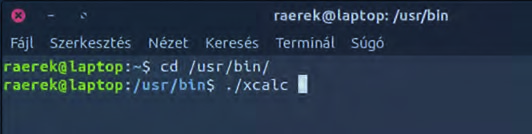 raerek@laptop: /usr/bin
Fájl Szerkesztés Nézet Keresés Terminál Súgó
raerek@laptop:~$ cd /usr/bin/
raerek@laptop:/usr/bin$ ./xcalc